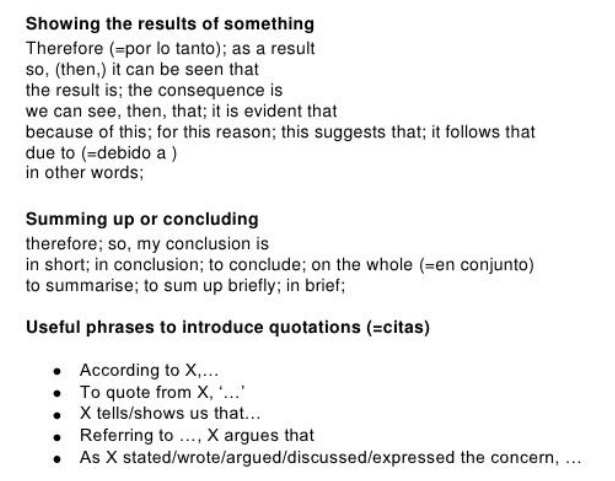 Showing the results of something
Therefore (=por lo tanto); as a result
so, (then,) it can be seen that
the result is; the consequence is
we can see, then, that; it is evident that
because of this; for this reason; this suggests that; it follows that
due to (=debido a )
in other words;
Summing up or concluding
therefore; so, my conclusion is
in short; in conclusion; to conclude; on the whole (=en conjunto)
to summarise; to sum up briefly; in brief;
Useful phrases to introduce quotations (=citas)
• According to X,...
• To quote from X, ‘...’
• X tells/shows us that...
• Referring to ..., X argues that
• As X stated/wrote/argued/discussed/expressed the concern, ...